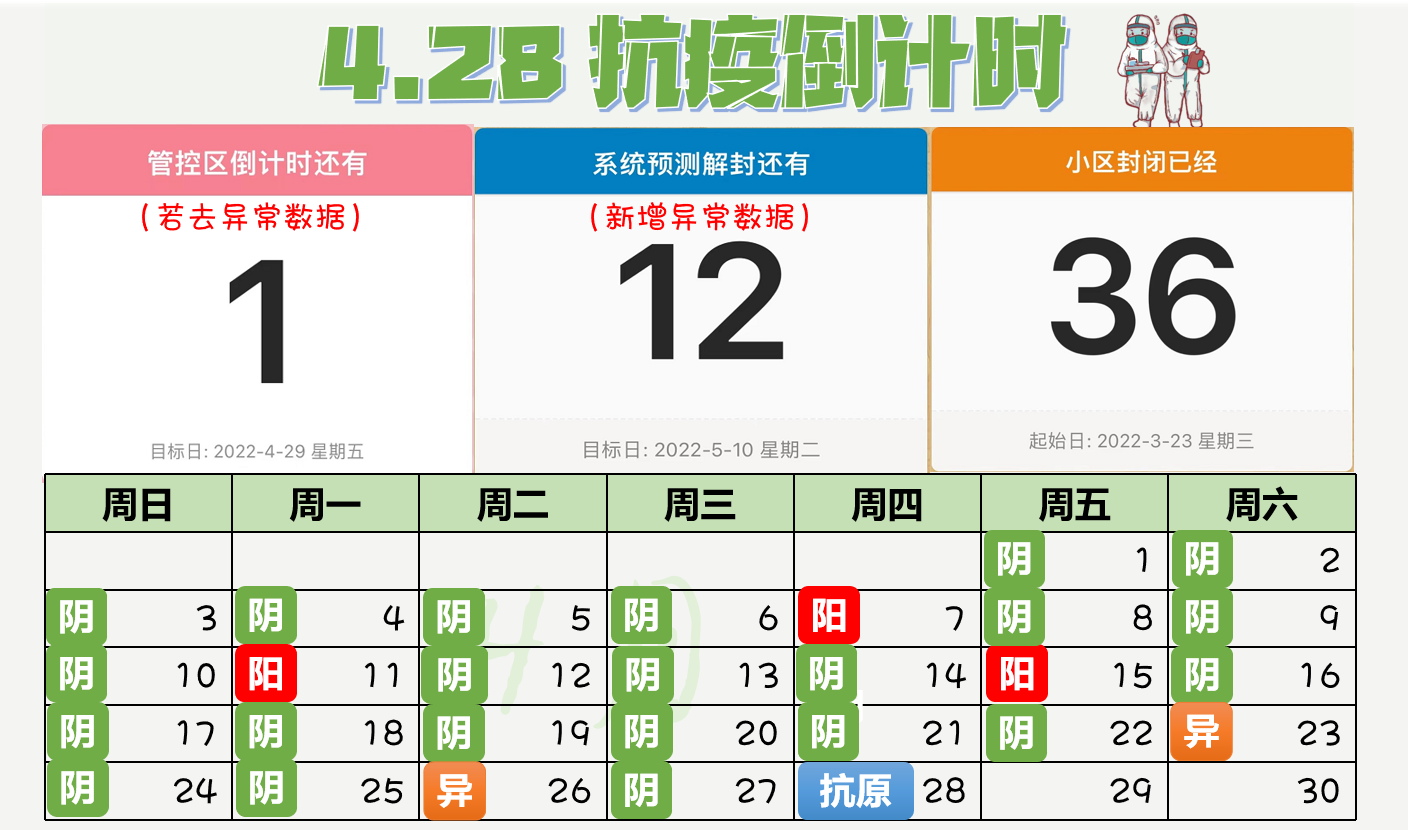 4.28 抗疫倒计时
管控区倒计时还有
(若去异常数据)
1
目标日: 2022-4-29 星期五
系统预测解封还有
(新增异常数据)
12
目标日: 2022-5-10 星期二
小区封闭已经
36
起始日: 2022-3-23 星期三
周日 周一 周二 周三 周四 周五 周六
阴 1 阴 2
阴 3 阴 4 阴 5 阴 6 阳 7 阴 8 阴 9
阴 10 阳 11 阴 12 阴 13 阴 14 阳 15 阴 16
阴 17 阴 18 阴 19 阴 20 阴 21 阴 22 异 23
阴 24 阴 25 异 26 阴 27 抗原 28 29 30
4月